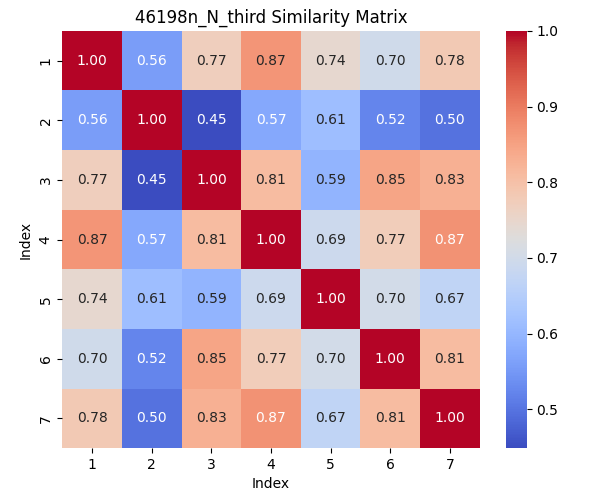 46198n_N_third Similarity Matrix
1 1.00 0.56 0.77 0.87 0.74 0.70 0.78
2 0.56 1.00 0.45 0.57 0.61 0.52 0.50
3 0.77 0.45 1.00 0.81 0.59 0.85 0.83
4 0.87 0.57 0.81 1.00 0.69 0.77 0.87
5 0.74 0.61 0.59 0.69 1.00 0.70 0.67
6 0.70 0.52 0.85 0.77 0.70 1.00 0.81
7 0.78 0.50 0.83 0.87 0.67 0.81 1.00
1 2 3 4 5 6 7
Index
Index
1.0
0.9
0.8
0.7
0.6
0.5